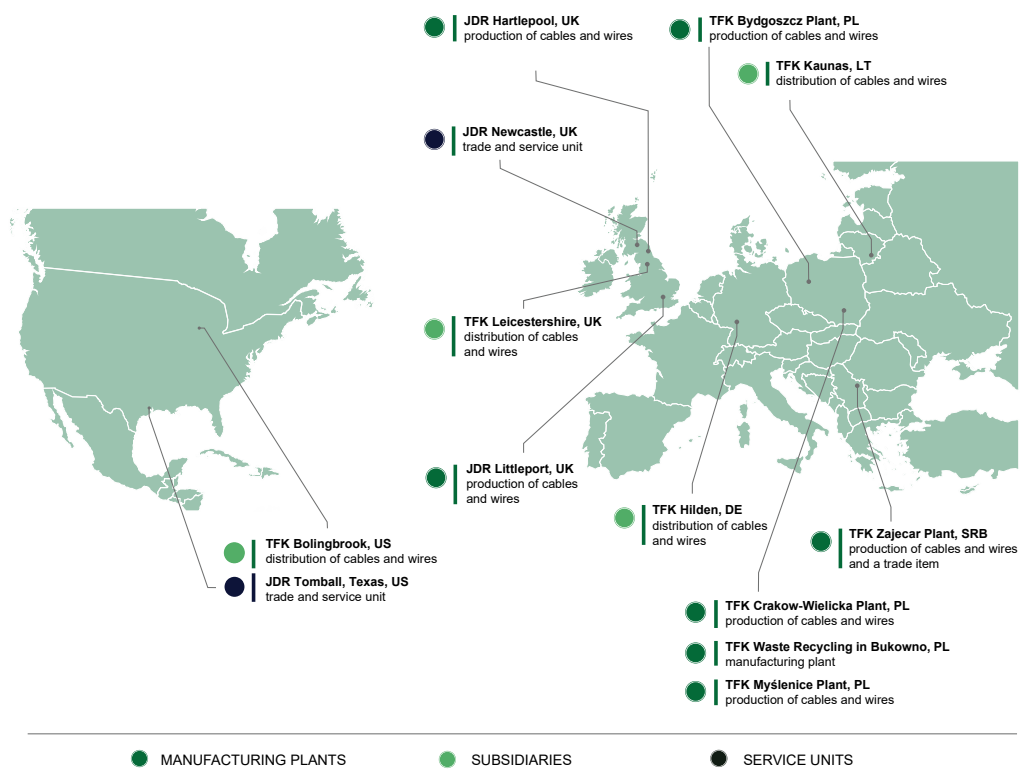 JDR Hartlepool, UK
production of cables and wires
TFK Bydgoszcz Plant, PL
production of cables and wires
TFK Kaunas, LT
distribution of cables and wires
JDR Newcastle, UK
trade and service unit
TFK Leicestershire, UK
distribution of cables
and wires
JDR Littleport, UK
production of cables
and wires
TFK Hilden, DE
distribution of cables
and wires
TFK Zajecar Plant, SRB
production of cables and wires
and a trade item
TFK Bolingbrook, US
distribution of cables and wires
JDR Tomball, Texas, US
trade and service unit
TFK Crakow-Wielicka Plant, PL
production of cables and wires
TFK Waste Recycling in Bukowno, PL
manufacturing plant
TFK Myślenice Plant, PL
production of cables and wires
MANUFACTURING PLANTS
SUBSIDIARIES
SERVICE UNITS